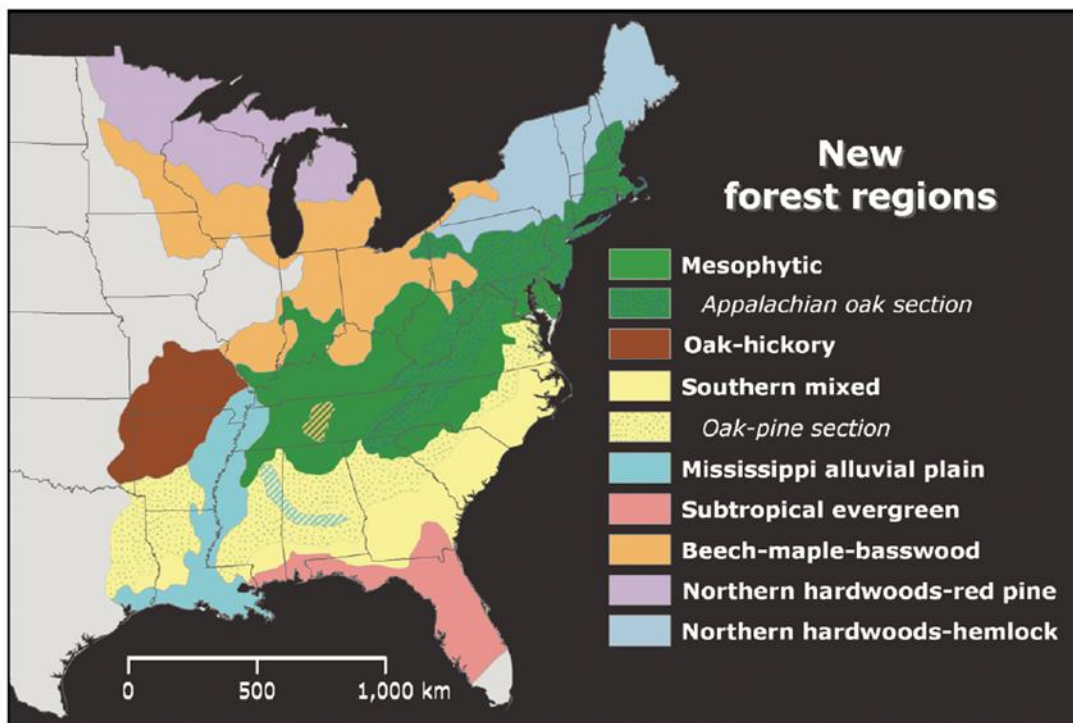 New
forest regions
Mesophytic
Appalachian oak section
Oak-hickory
Southern mixed
Oak-pine section
Mississippi alluvial plain
Subtropical evergreen
Beech-maple-basswood
Northern hardwoods-red pine
Northern hardwoods-hemlock
0 500 1,000 km